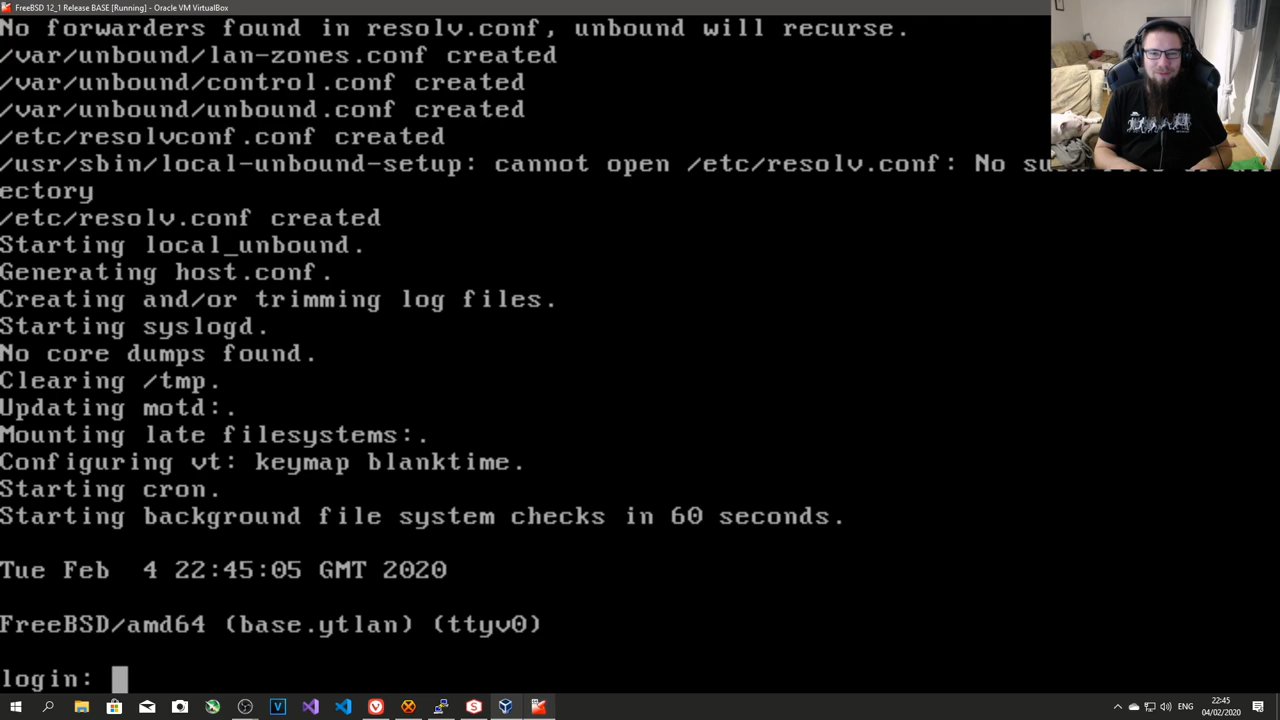 FreeBSD 12_1 Release BASE [Running] - Oracle VM VirtualBox
No forwarders found in resolv.conf, unbound will recurse.
/var/unbound/lan-zones.conf created
/var/unbound/control.conf created
/var/unbound/unbound.conf created
/etc/resolvconf.conf created
/usr/sbin/local-unbound-setup: cannot open /etc/resolv.conf: No
ectory
/etc/resolv.conf created
Starting local_unbound.
Generating host.conf.
Creating and/or trimming log files.
Starting syslogd.
No core dumps found.
Clearing /tmp.
Updating motd:.
Mounting late filesystems:.
Configuring vt: keymap blanktime.
Starting cron.
Starting background file system checks in 60 seconds.
Tue Feb  4 22:45:05 GMT 2020
FreeBSD/amd64 (base.ytlan) (ttyv0)
login:
ENG
22:45
04/02/2020